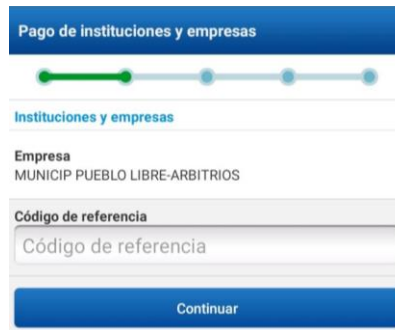 Pago de instituciones y empresas
Instituciones y empresas
Empresa
MUNICIP PUEBLO LIBRE-ARBITRIOS
Código de referencia
Código de referencia
Continuar